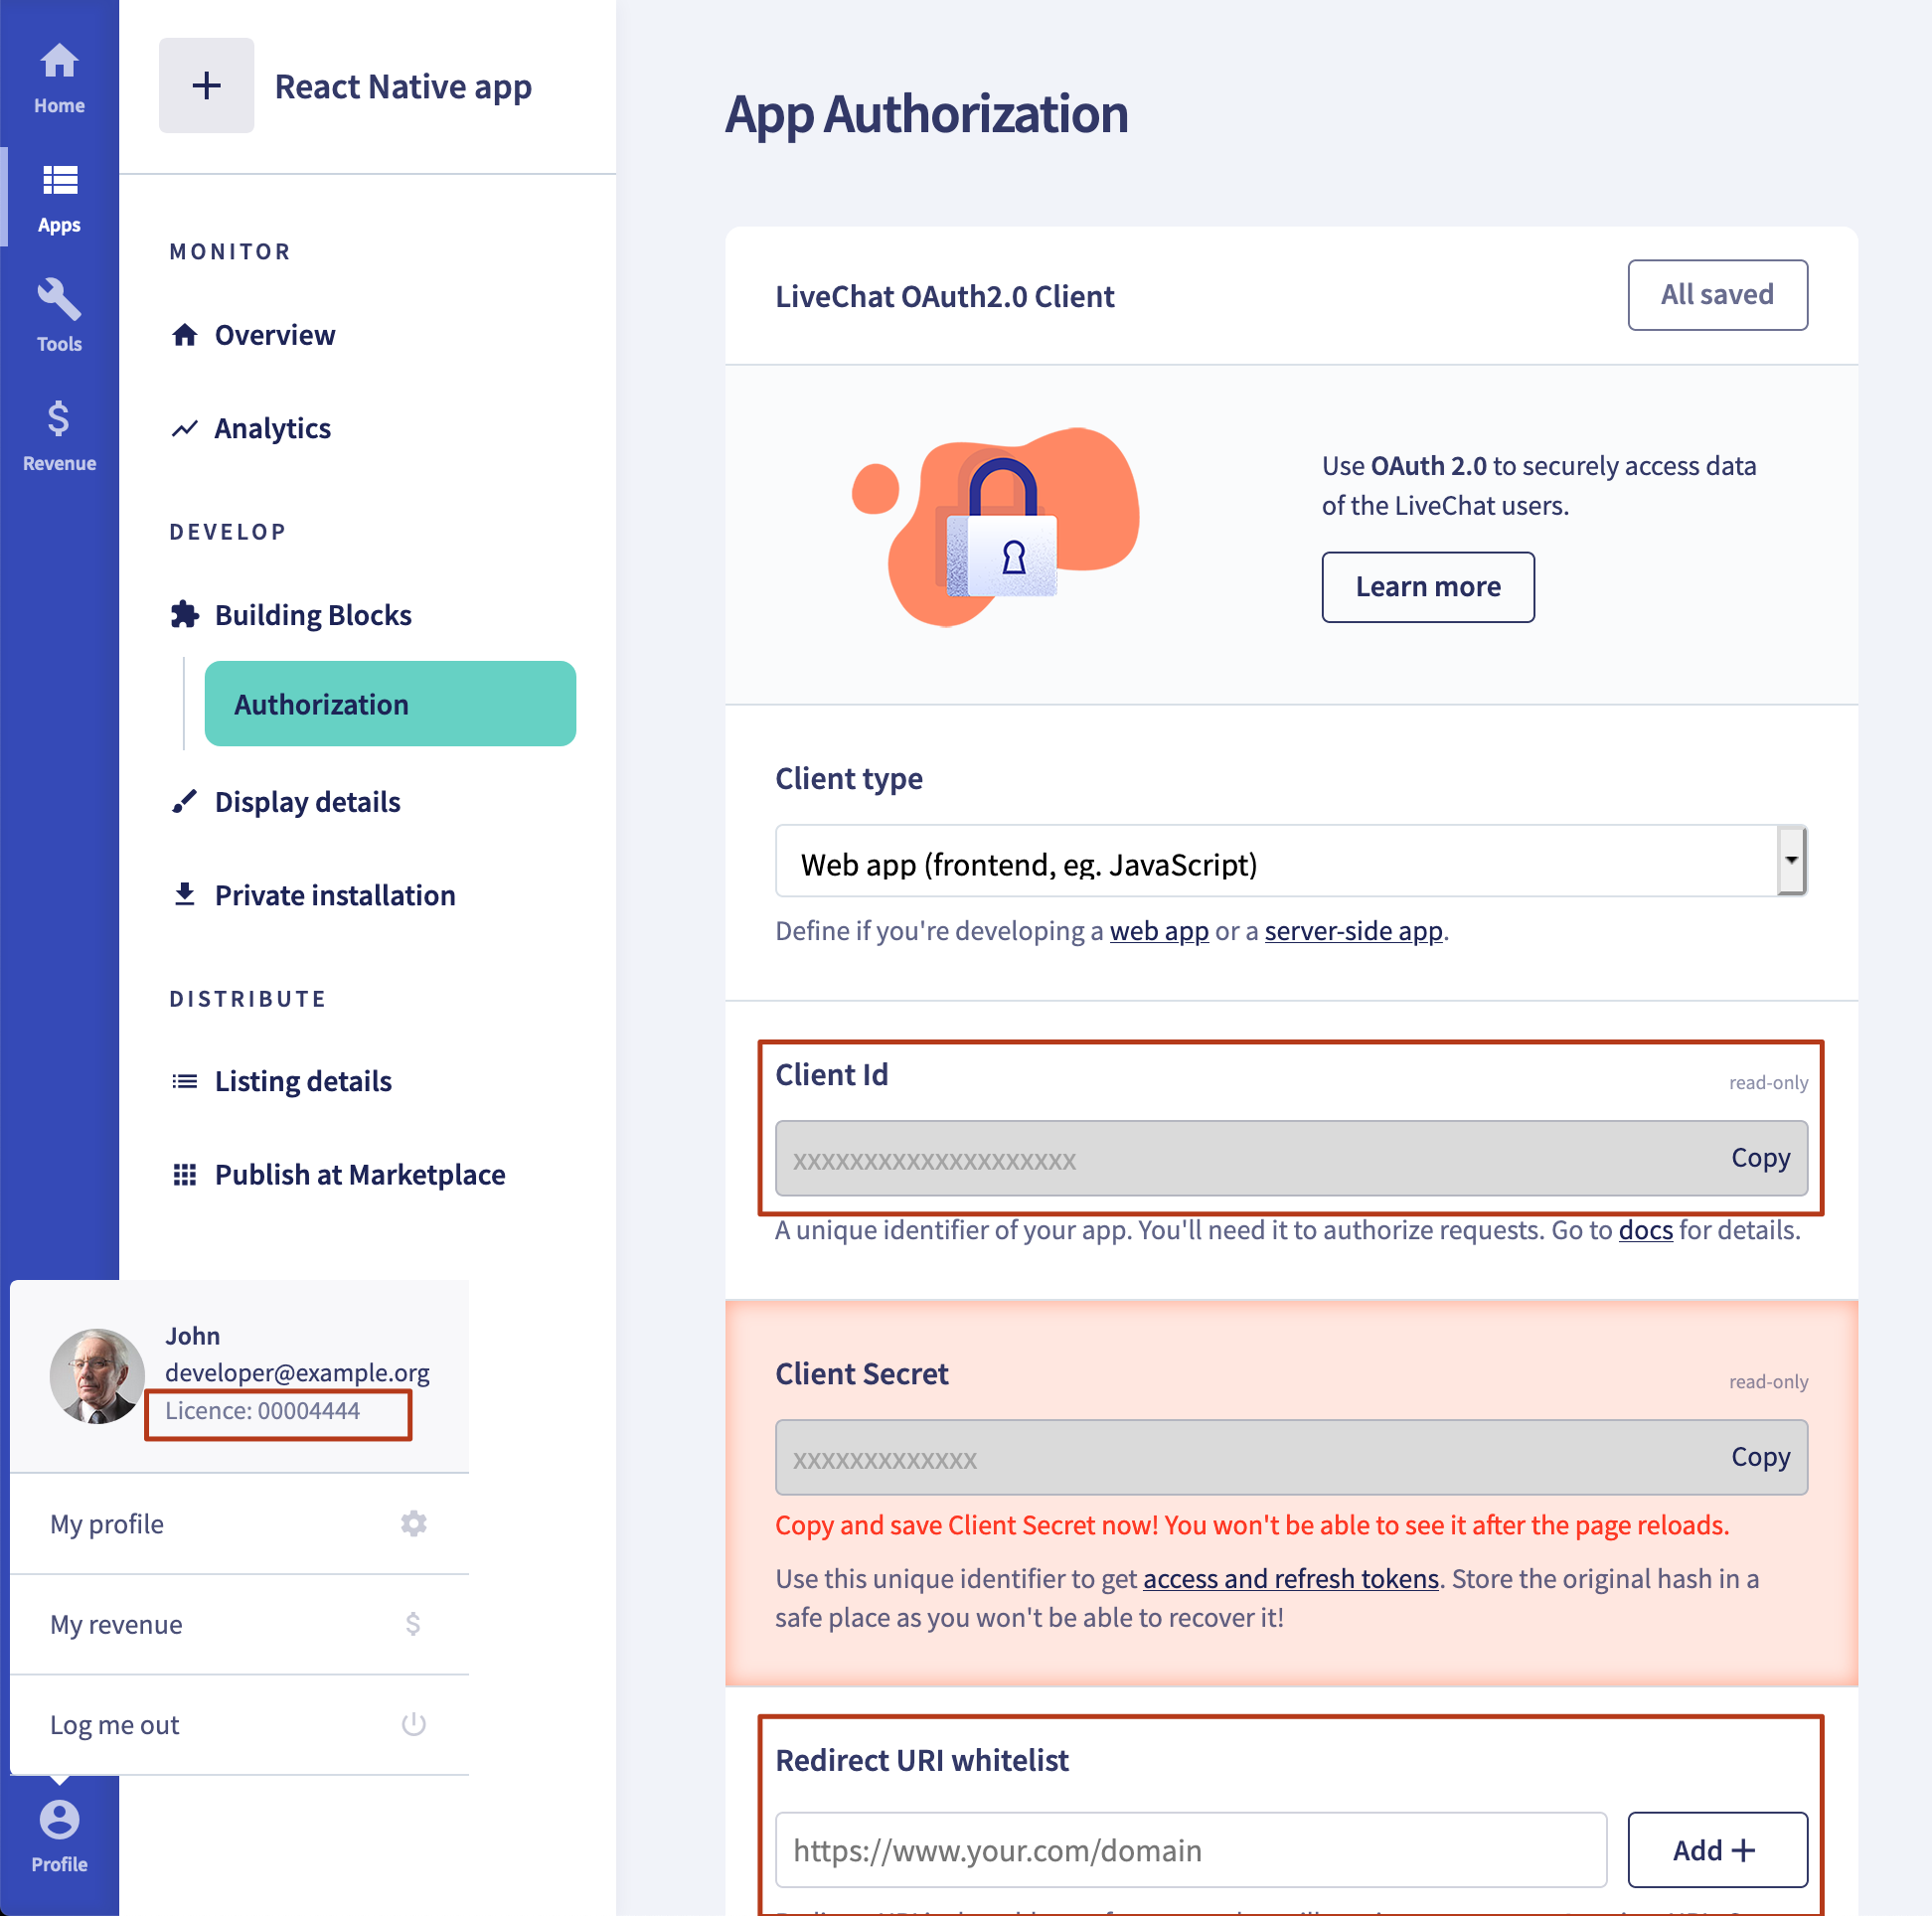 Home
Apps
Tools
Revenue
React Native app
MONITOR
Overview
Analytics
DEVELOP
Building Blocks
Authorization
Display details
Private installation
DISTRIBUTE
Listing details
Publish at Marketplace
John
developer@example.org
Licence: 00004444
My profile
My revenue
Log me out
Profile
App Authorization
LiveChat OAuth2.0 Client
All saved
Use OAuth 2.0 to securely access data
of the LiveChat users.
Learn more
Client type
Web app (frontend, eg. JavaScript)
Define if you're developing a web app or a server-side app.
Client Id
read-only
xxxxxxxxxxxxxxxxxxxx
Copy
A unique identifier of your app. You'll need it to authorize requests. Go to docs for details.
Client Secret
read-only
xxxxxxxxxxxxx
Copy
Copy and save Client Secret now! You won't be able to see it after the page reloads.
Use this unique identifier to get access and refresh tokens. Store the original hash in a
safe place as you won't be able to recover it!
Redirect URI whitelist
https://www.your.com/domain
Add